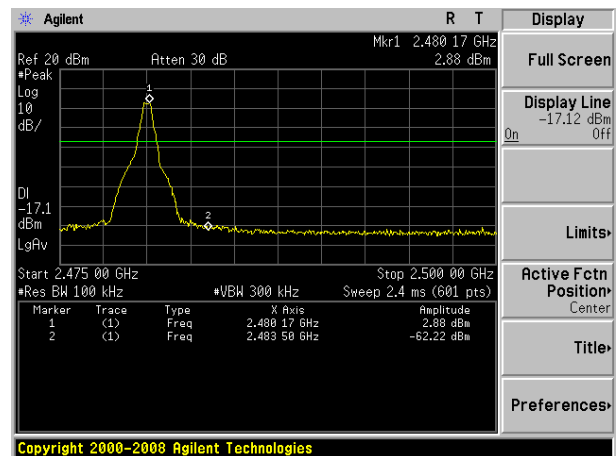 Agilent R T
Mkr1 2.480 17 GHz
Ref 20 dBm Atten 30 dB 2.88 dBm
#Peak
Log
10
dB/
1
DI
-17.1
dBm
LgAv
2
Start 2.475 00 GHz Stop 2.500 00 GHz
#Res BW 100 kHz #VBW 300 kHz Sweep 2.4 ms (601 pts)
Marker Trace Type X Axis Amplitude
1 (1) Freq 2.480 17 GHz 2.88 dBm
2 (1) Freq 2.483 50 GHz -62.22 dBm
Copyright 2000-2008 Agilent Technologies
Display
Full Screen
Display Line
-17.12 dBm
On Off
Limits
Active Fctn
Position
Center
Title
Preferences